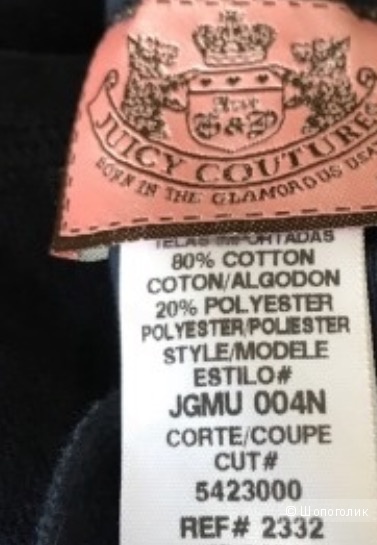 JUICY COUTURE
BORN IN THE GLAMOROUS USA
TELAS IMPORTADAS
80% COTTON
COTON/ALGODON
20% POLYESTER
POLYESTER/POLIESTER
STYLE/MODELE
ESTILO#
JGMU 004N
CORTE/COUPE
CUT#
5423000
REF# 2332
© Шопоголик